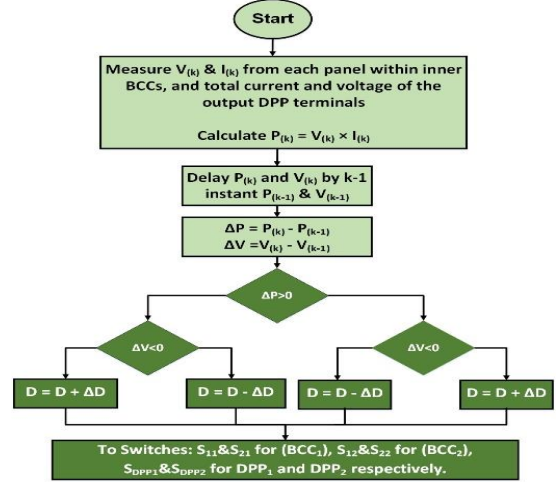 Start
Measure V(k) & I(k) from each panel within inner
BCCs, and total current and voltage of the
output DPP terminals
Calculate P(k) = V(k) × I(k)
Delay P(k) and V(k) by k-1
instant P(k-1) & V(k-1)
ΔP = P(k) - P(k-1)
ΔV =V(k) - V(k-1)
ΔP>0
ΔV<0
ΔV<0
D = D + ΔD
D = D - ΔD
D = D - ΔD
D = D + ΔD
To Switches: S11&S21 for (BCC1), S12&S22 for (BCC2),
SDPP1&SDPP2 for DPP1 and DPP2 respectively.